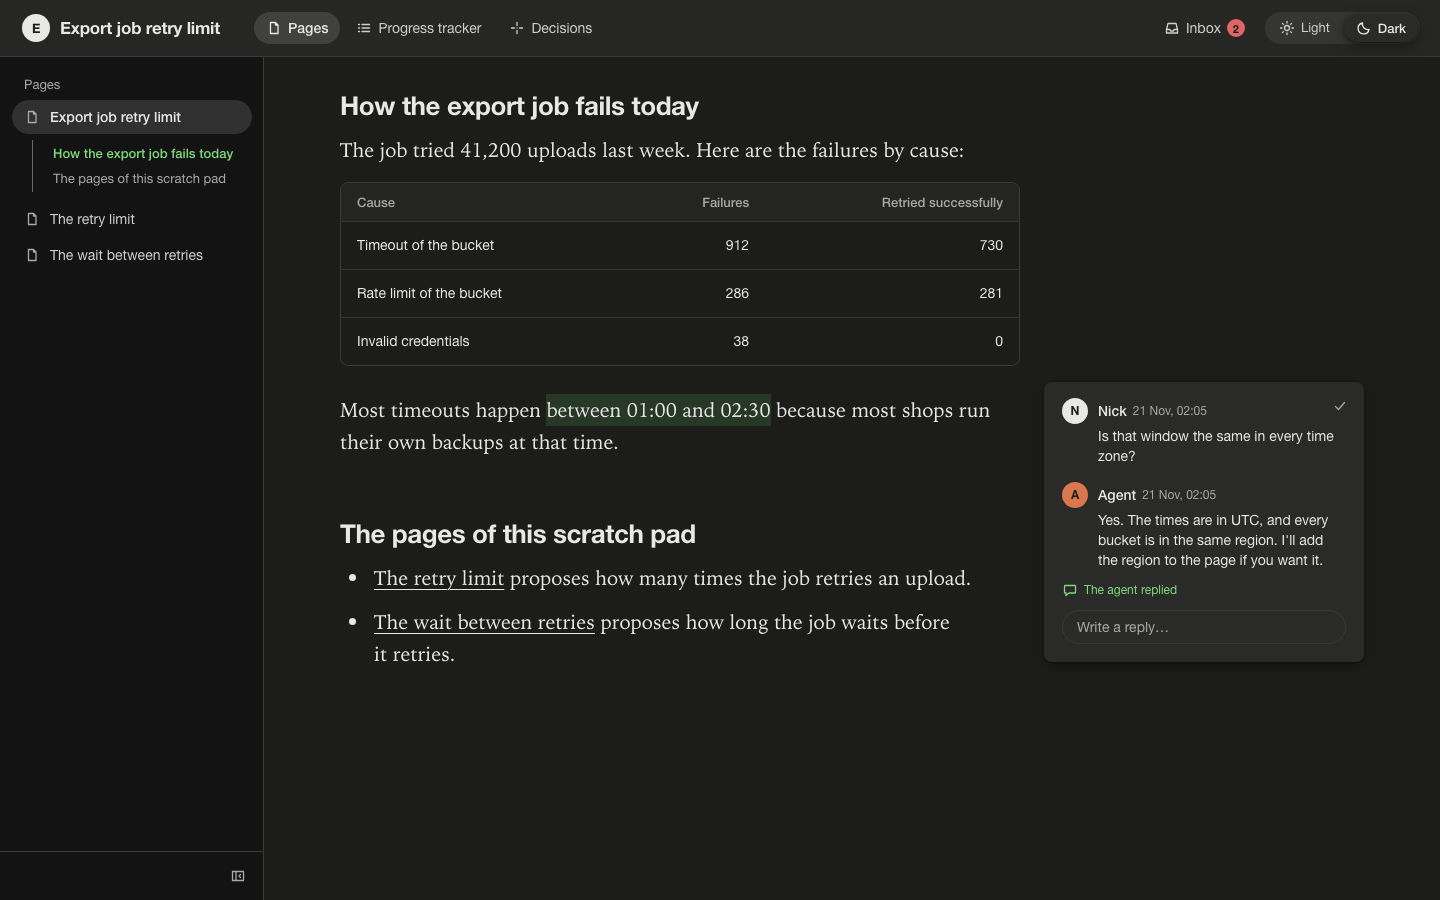 E Export job retry limit Pages Progress tracker Decisions Inbox 2 Light Dark
Pages
Export job retry limit
How the export job fails today
The pages of this scratch pad
The retry limit
The wait between retries
How the export job fails today
The job tried 41,200 uploads last week. Here are the failures by cause:
Cause Failures Retried successfully
Timeout of the bucket 912 730
Rate limit of the bucket 286 281
Invalid credentials 38 0
Most timeouts happen between 01:00 and 02:30 because most shops run
their own backups at that time.
The pages of this scratch pad
• The retry limit proposes how many times the job retries an upload.
• The wait between retries proposes how long the job waits before
it retries.
N Nick 21 Nov, 02:05
Is that window the same in every time
zone?
A Agent 21 Nov, 02:05
Yes. The times are in UTC, and every
bucket is in the same region. I'll add
the region to the page if you want it.
The agent replied
Write a reply…